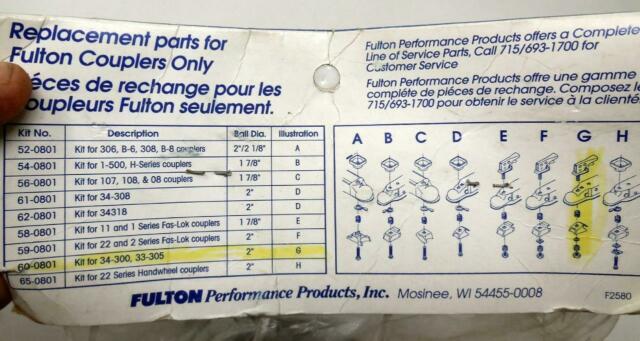 Replacement parts for
Fulton Couplers Only
iéces de rechange pour les
oupleurs Fulton seulement.
Fulton Performance Products offers a Complete
Line of Service Parts, Call 715/693-1700 for
Customer Service
Fulton Performance Products offre une gamme
compléte de piéces de rechange. Composez le
715/693-1700 pour obtenir le service à la clienté
Kit No. Description Ball Dia. Illustration
52-0801 Kit for 306, B-6, 308, B-8 couplers 2"/2 1/8" A
54-0801 Kit for 1-500, H-Series couplers 1 7/8" B
56-0801 Kit for 107, 108, & 08 couplers 1 7/8" C
61-0801 Kit for 34-308 2" D
62-0801 Kit for 34318 2" D
58-0801 Kit for 11 and 1 Series Fas-Lok couplers 1 7/8" E
59-0801 Kit for 22 and 2 Series Fas-Lok couplers 2" F
60-0801 Kit for 34-300, 33-305 2" G
65-0801 Kit for 22 Series Handwheel couplers 2" H
A B C D E F G H
FULTON Performance Products, Inc. Mosinee, WI 54455-0008
F2580